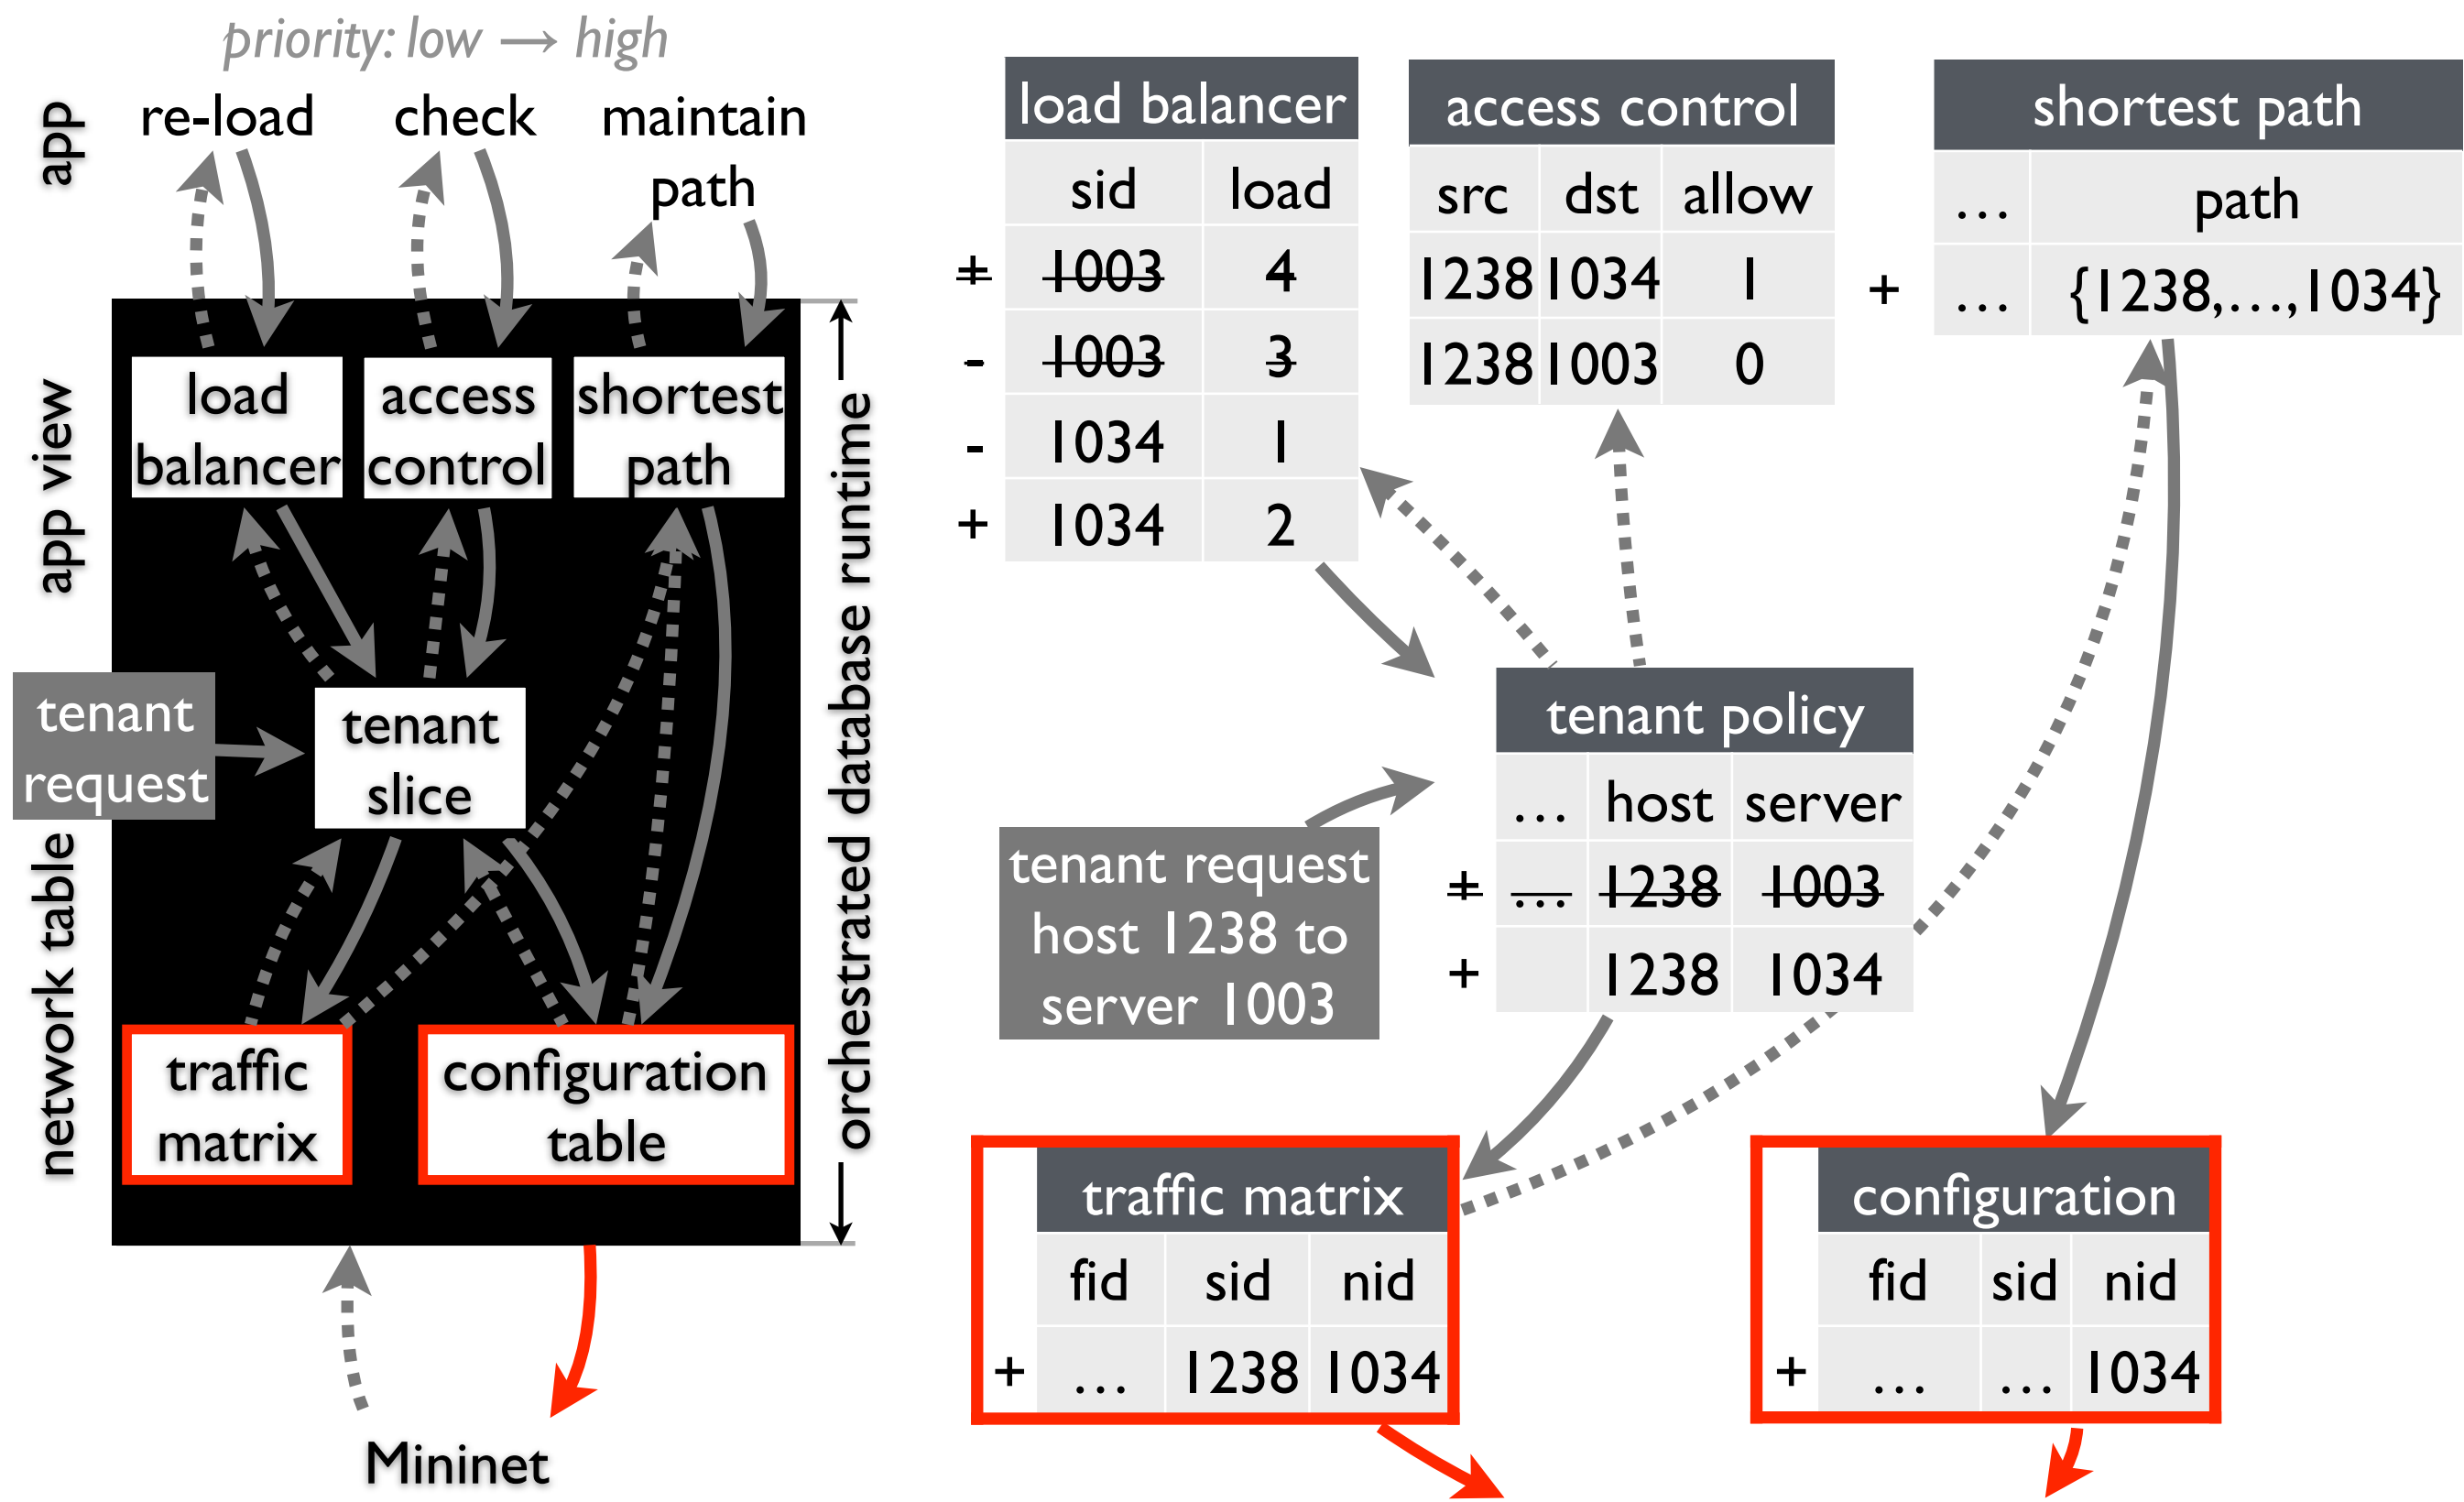 priority: low → high
app
re-load
check
maintain
path
app view
load
balancer
access
control
shortest
path
tenant
request
tenant
slice
network table
traffic
matrix
configuration
table
orchestrated database runtime
Mininet
load balancer
sid load
+ 1003 4
- 1003 3
- 1034 1
+ 1034 2
access control
src dst allow
1238 1034 1
1238 1003 0
shortest path
... path
+ ... {1238,...,1034}
tenant policy
... host server
+ ... 1238 1003
+ 1238 1034
tenant request
host 1238 to
server 1003
traffic matrix
fid sid nid
+ ... 1238 1034
configuration
fid sid nid
+ ... ... 1034